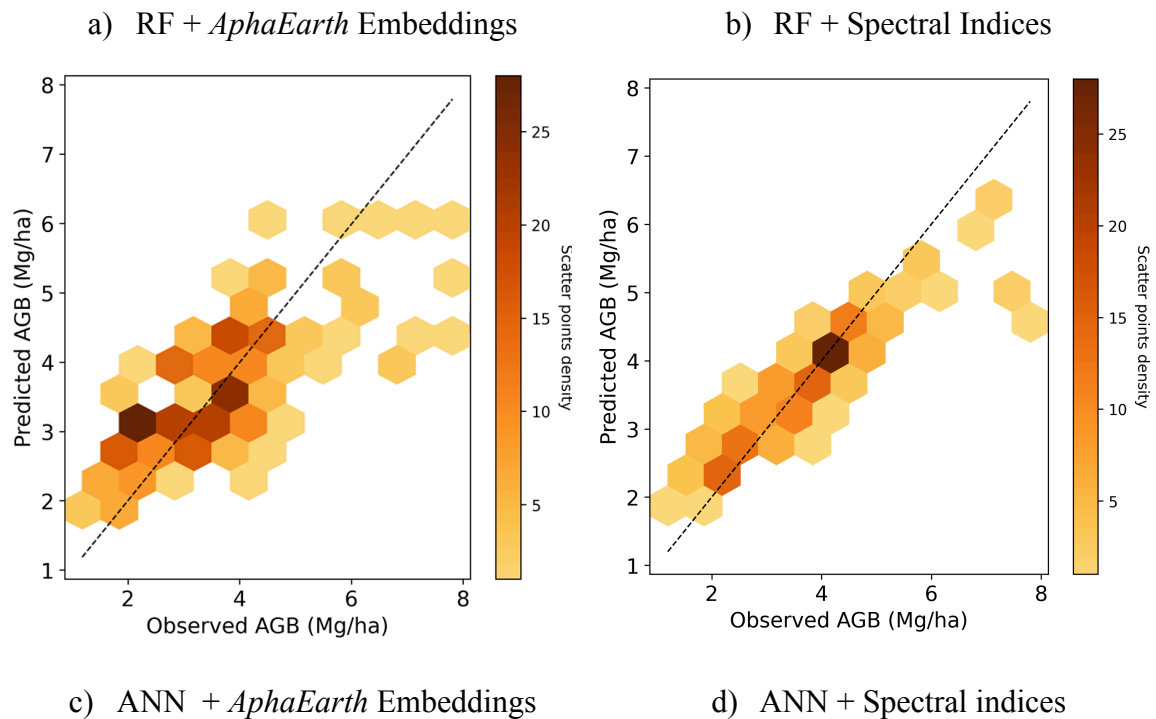 a) RF + AphaEarth Embeddings
b) RF + Spectral Indices
8
7
6
5
4
3
2
1
Predicted AGB (Mg/ha)
2 4 6 8
Observed AGB (Mg/ha)
25
20
15
10
5
Scatter points density
8
7
6
5
4
3
2
1
Predicted AGB (Mg/ha)
2 4 6 8
Observed AGB (Mg/ha)
25
20
15
10
5
Scatter points density
c) ANN + AphaEarth Embeddings
d) ANN + Spectral indices